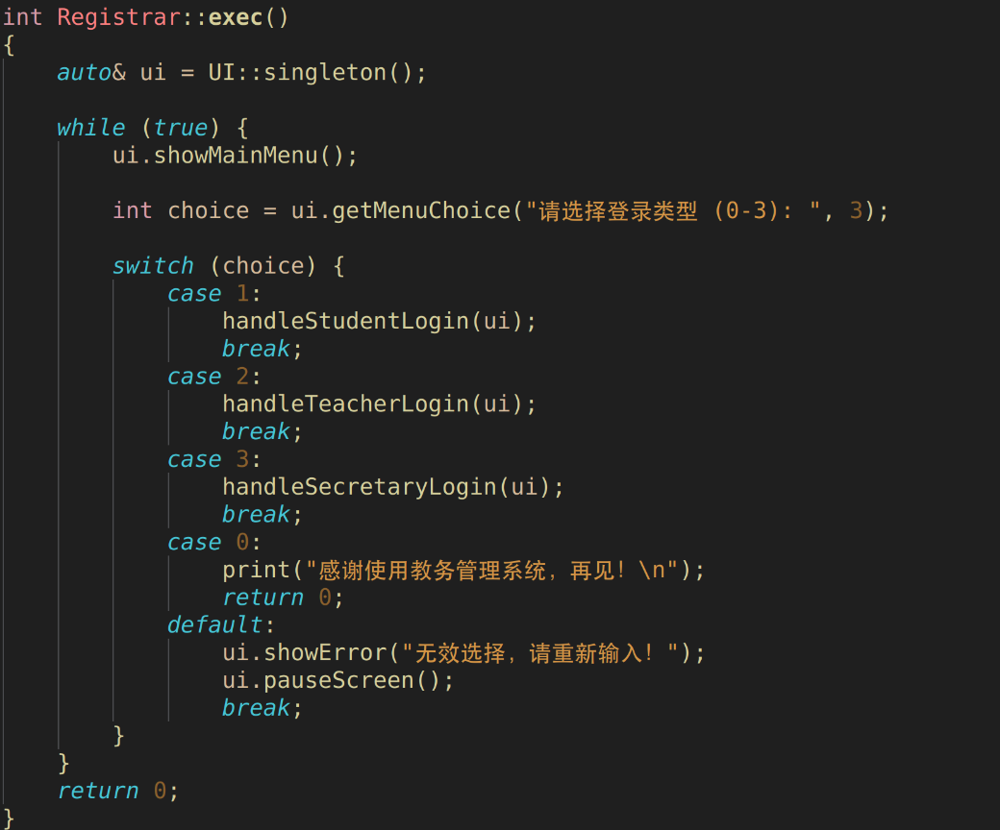 int Registrar::exec()
{
    auto& ui = UI::singleton();

    while (true) {
        ui.showMainMenu();

        int choice = ui.getMenuChoice("请选择登录类型 (0-3): ", 3);

        switch (choice) {
            case 1:
                handleStudentLogin(ui);
                break;
            case 2:
                handleTeacherLogin(ui);
                break;
            case 3:
                handleSecretaryLogin(ui);
                break;
            case 0:
                print("感谢使用教务管理系统，再见！\n");
                return 0;
            default:
                ui.showError("无效选择，请重新输入！");
                ui.pauseScreen();
                break;
        }
    }
    return 0;
}